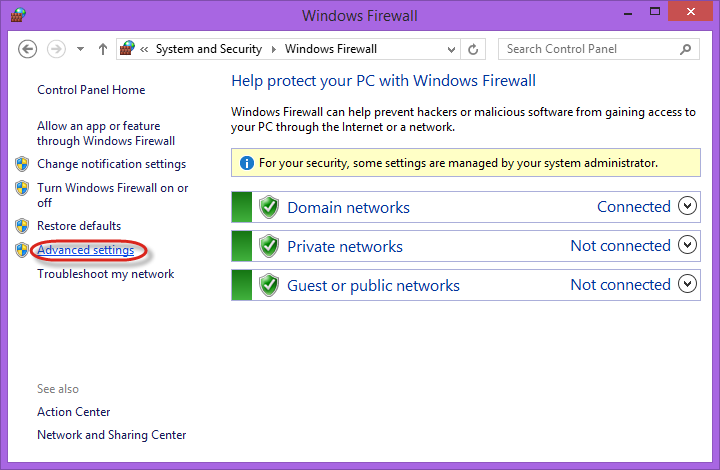 Windows Firewall
« System and Security Windows Firewall
Search Control Panel
Control Panel Home
Allow an app or feature
through Windows Firewall
Change notification settings
Turn Windows Firewall on or
off
Restore defaults
Advanced settings
Troubleshoot my network
See also
Action Center
Network and Sharing Center
Help protect your PC with Windows Firewall
Windows Firewall can help prevent hackers or malicious software from gaining access to
your PC through the Internet or a network.
For your security, some settings are managed by your system administrator.
Domain networks Connected
Private networks Not connected
Guest or public networks Not connected